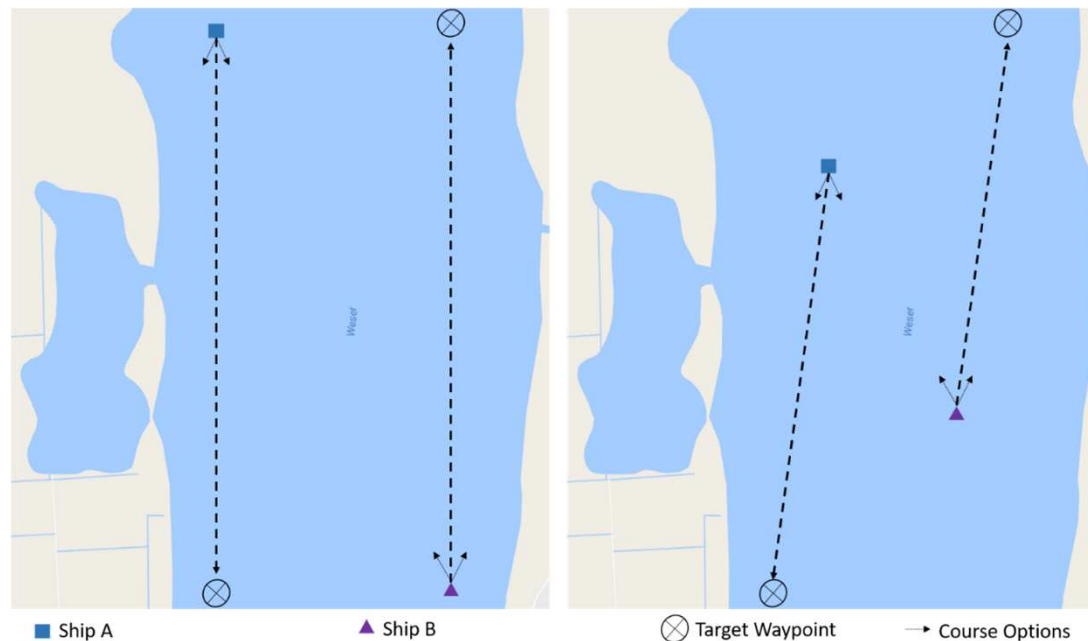 Weser
Weser
Ship A
Ship B
Target Waypoint
Course Options